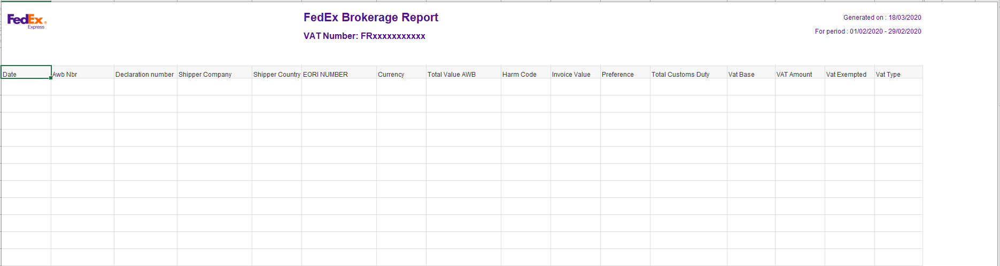 FedEx®
Express
FedEx Brokerage Report
VAT Number: FRxxxxxxxxxxx
Generated on : 18/03/2020
For period : 01/02/2020 - 29/02/2020
Date Awb Nbr Declaration number Shipper Company Shipper Country EORI NUMBER Currency Total Value AWB Harm Code Invoice Value Preference Total Customs Duty Vat Base VAT Amount Vat Exempted Vat Type